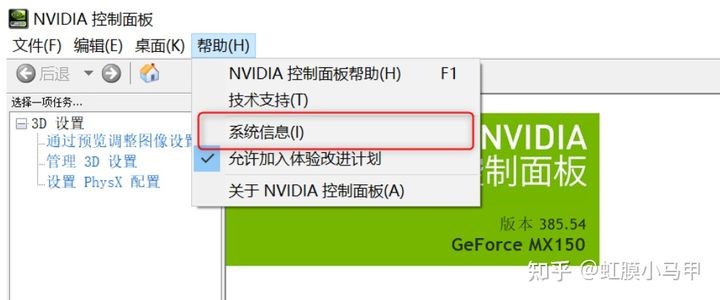 NVIDIA 控制面板
文件(F) 编辑(E) 桌面(K) 帮助(H)
后退
NVIDIA 控制面板帮助(H) F1
技术支持(T)
系统信息(I)
允许加入体验改进计划
关于 NVIDIA 控制面板(A)
选择一项任务...
3D 设置
通过预览调整图像设置
管理 3D 设置
设置 PhysX 配置
NVIDIA
控制面板
版本 385.54
GeForce MX150
知乎 @虹膜小马甲